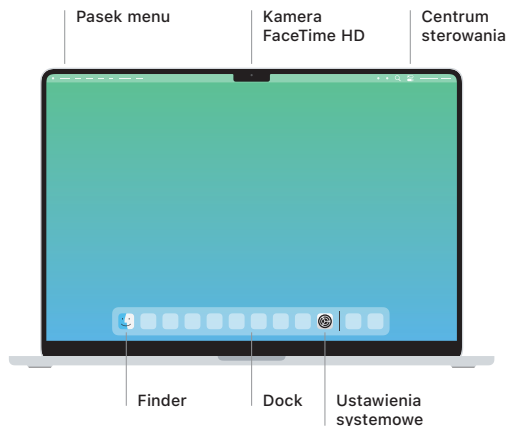 Pasek menu
Kamera
FaceTime HD
Centrum
sterowania
Finder
Dock
Ustawienia
systemowe